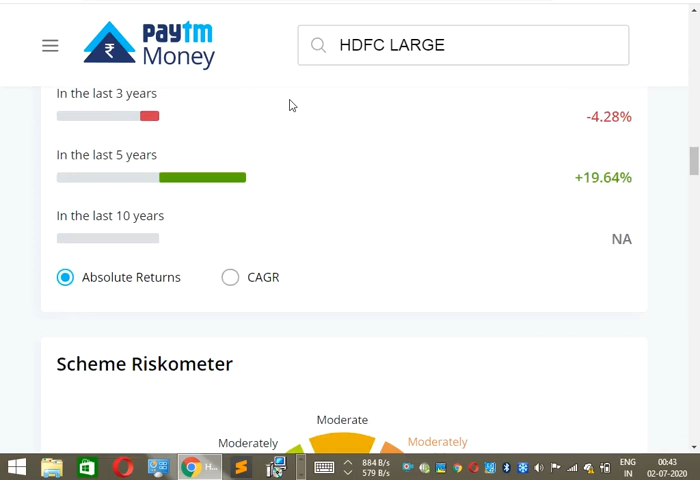 paytm
Money
HDFC LARGE
In the last 3 years
-4.28%
In the last 5 years
+19.64%
In the last 10 years
NA
Absolute Returns
CAGR
Scheme Riskometer
Moderate
Moderately
Moderately
H...
884 B/s
579 B/s
ENG
IN
00:43
02-07-2020